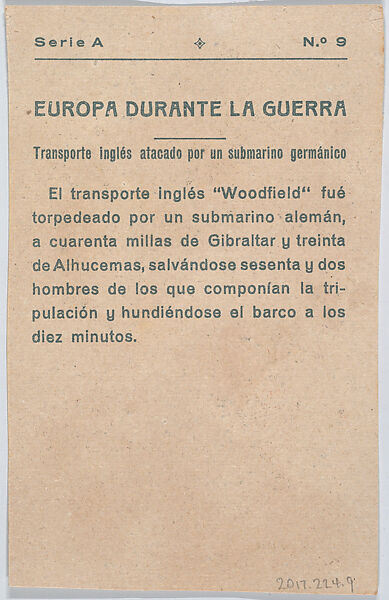 Serie A N.º 9
EUROPA DURANTE LA GUERRA
Transporte inglés atacado por un submarino germánico
El transporte inglés "Woodfield" fué
torpedeado por un submarino alemán,
a cuarenta millas de Gibraltar y treinta
de Alhucemas, salvándose sesenta y dos
hombres de los que componían la tri-
pulación y hundiéndose el barco a los
diez minutos.
2017.224.9